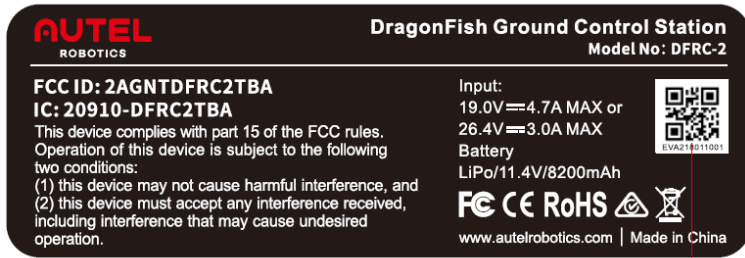 AUTEL
ROBOTICS
DragonFish Ground Control Station
Model No: DFRC-2
FCC ID: 2AGNTDFRC2TBA
IC: 20910-DFRC2TBA
This device complies with part 15 of the FCC rules.
Operation of this device is subject to the following
two conditions:
(1) this device may not cause harmful interference, and
(2) this device must accept any interference received,
including interference that may cause undesired
operation.
Input:
19.0V⎓4.7A MAX or
26.4V⎓3.0A MAX
Battery
LiPo/11.4V/8200mAh
EVA218011001
FC CE RoHS
www.autelrobotics.com | Made in China